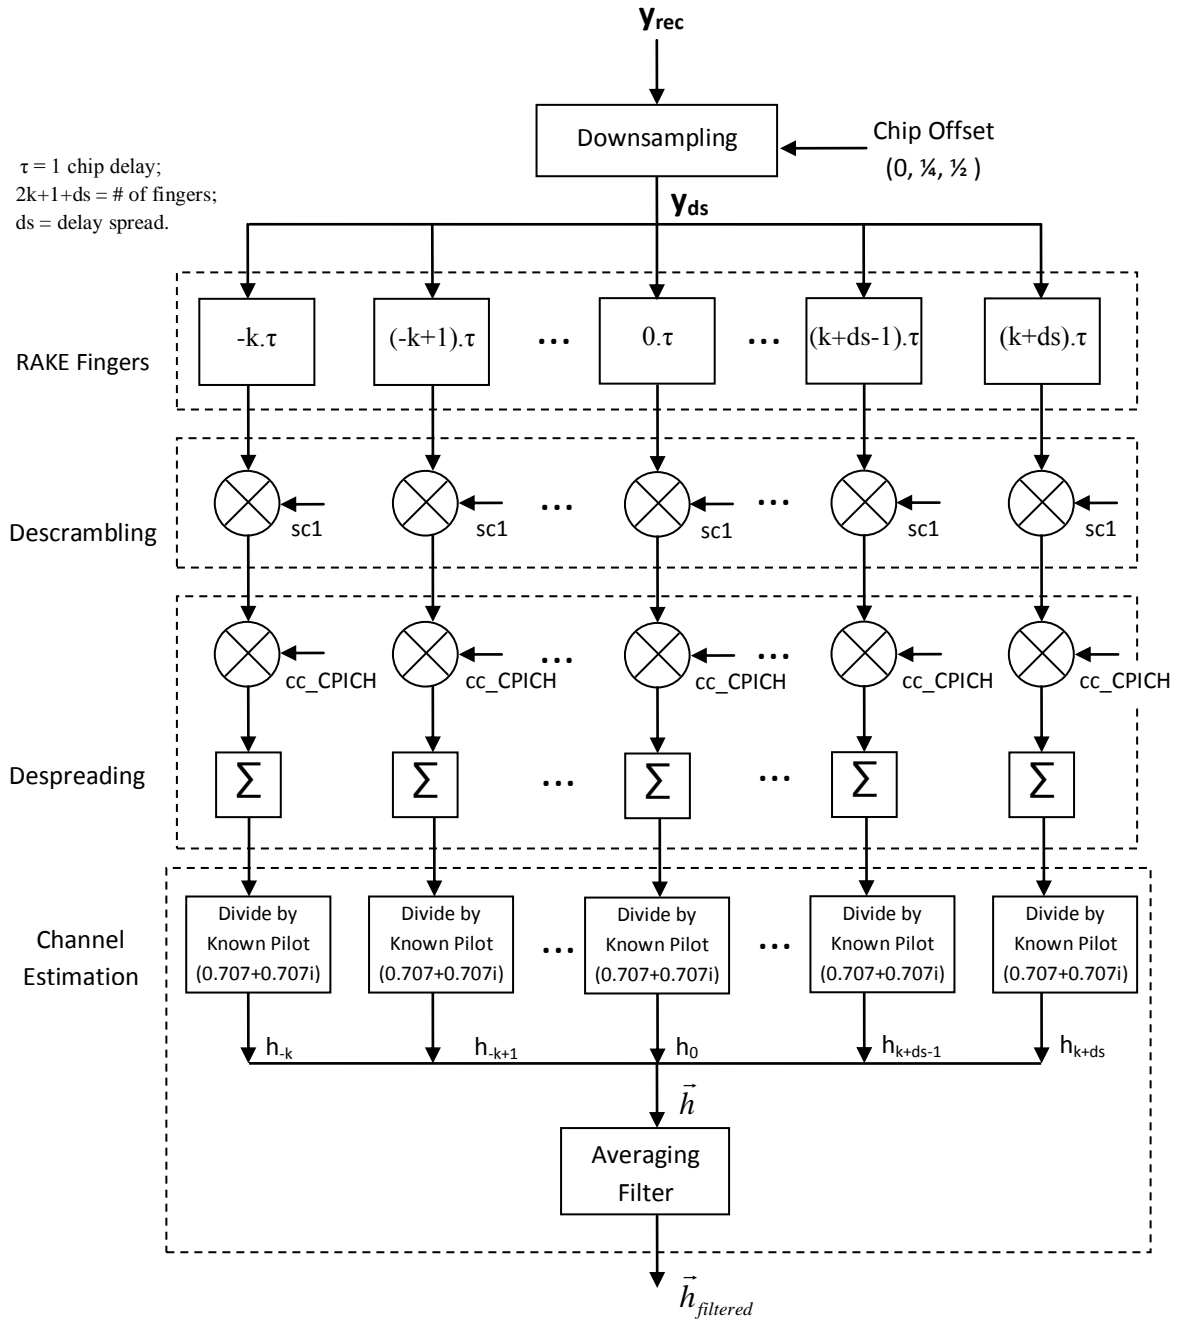 y_rec
Downsampling
Chip Offset
(0, ¼, ½ )
τ = 1 chip delay;
2k+1+ds = # of fingers;
ds = delay spread.
y_ds
RAKE Fingers
-k.τ (-k+1).τ ... 0.τ ... (k+ds-1).τ (k+ds).τ
Descrambling
... ...
sc1 sc1 sc1 sc1 sc1
... ...
cc_CPICH cc_CPICH cc_CPICH cc_CPICH cc_CPICH
Despreading
Σ Σ ... Σ ... Σ Σ
Channel
Estimation
Divide by Divide by Divide by Divide by Divide by
Known Pilot Known Pilot ... Known Pilot ... Known Pilot Known Pilot
(0.707+0.707i) (0.707+0.707i) (0.707+0.707i) (0.707+0.707i) (0.707+0.707i)
h_-k h_-k+1 h_0 h_k+ds-1 h_k+ds
h⃗
Averaging
Filter
h⃗_filtered